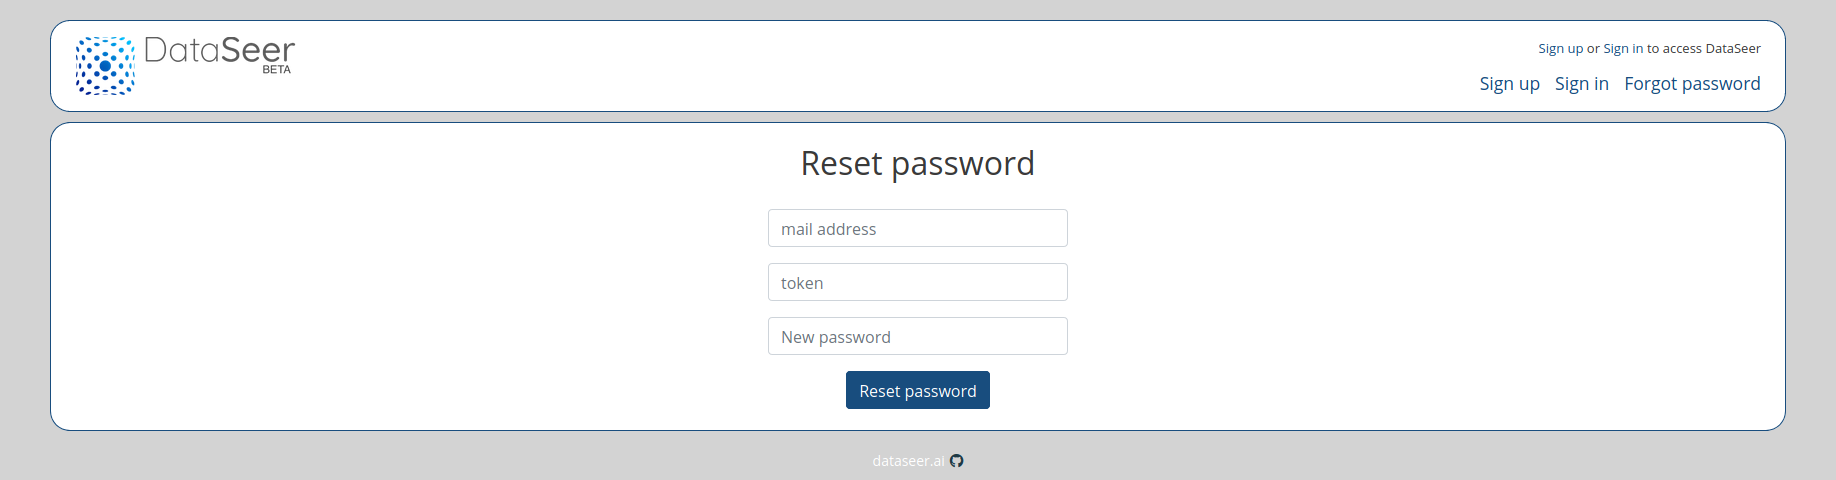 DataSeer
BETA
Sign up or Sign in to access DataSeer
Sign up Sign in Forgot password
Reset password
mail address
token
New password
Reset password
dataseer.ai